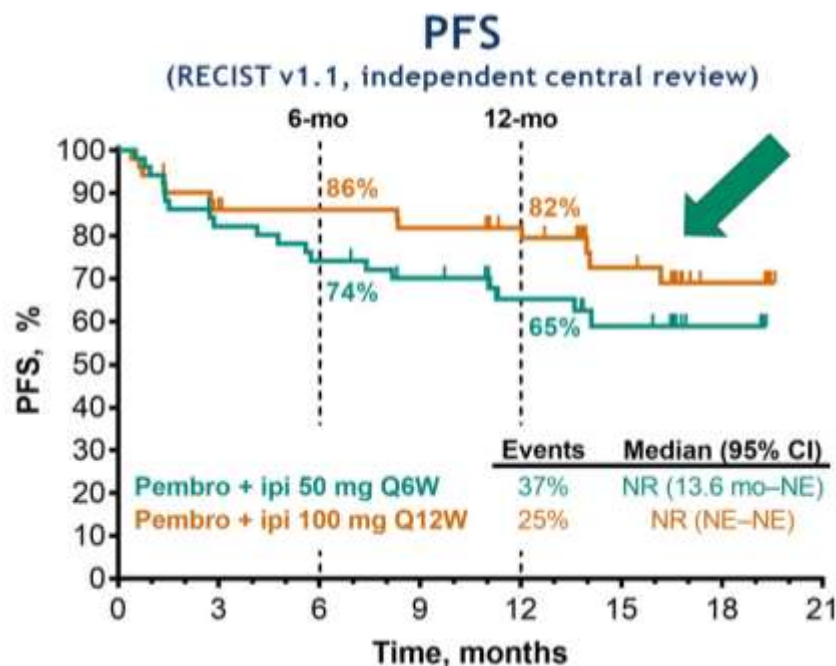 PFS
(RECIST v1.1, independent central review)
6-mo 12-mo
100
90
80
70
60
50
40
30
20
10
0
PFS, %
86%
82%
74%
65%
Events Median (95% CI)
Pembro + ipi 50 mg Q6W 37% NR (13.6 mo–NE)
Pembro + ipi 100 mg Q12W 25% NR (NE–NE)
0 3 6 9 12 15 18 21
Time, months